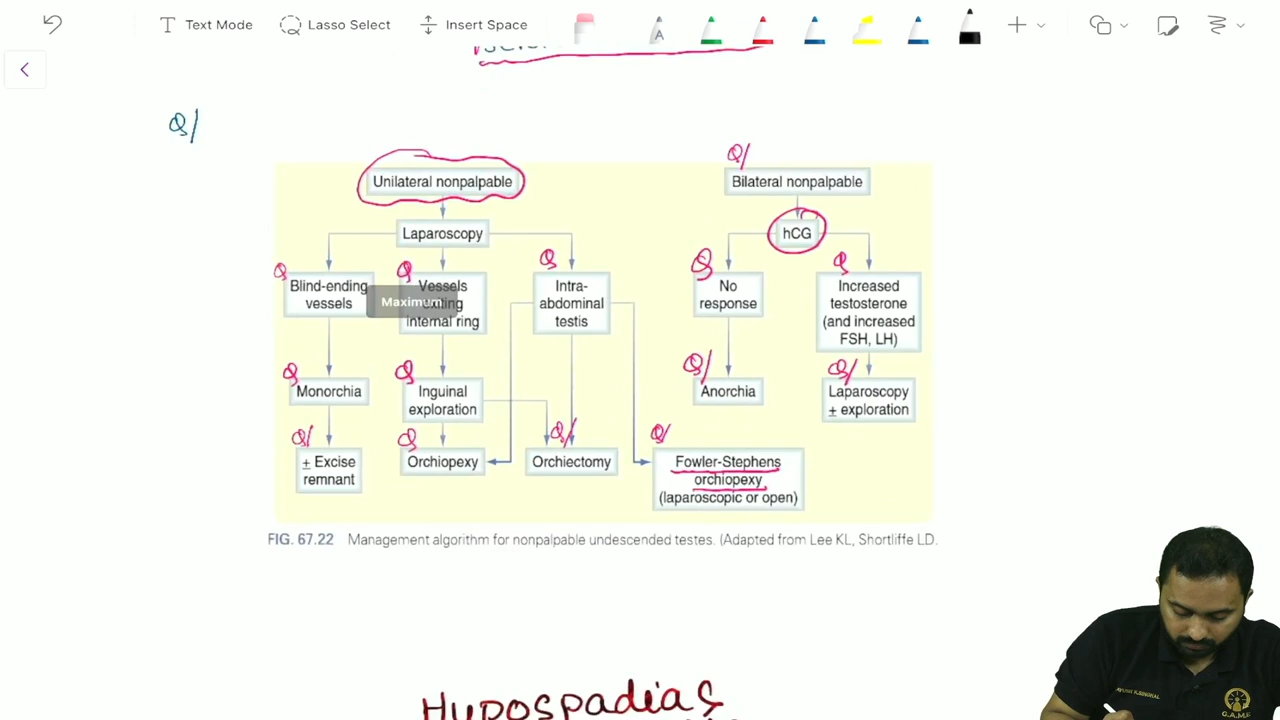 Text Mode
Lasso Select
Insert Space
A
Q/
Q/
Unilateral nonpalpable
Bilateral nonpalpable
Laparoscopy
hCG
Q
Q
Q
Q
Q
Blind-ending
vessels
Vessels
exiting
internal ring
Maximum
Intra-
abdominal
testis
No
response
Increased
testosterone
(and increased
FSH, LH)
Q
Q
Q/
Q/
Monorchia
Inguinal
exploration
Anorchia
Laparoscopy
± exploration
Q/
Q
Q/
Q/
± Excise
remnant
Orchiopexy
Orchiectomy
Fowler-Stephens
orchiopexy
(laparoscopic or open)
FIG. 67.22 Management algorithm for nonpalpable undescended testes. (Adapted from Lee KL, Shortliffe LD.
Hypospadias
G.A.M.E